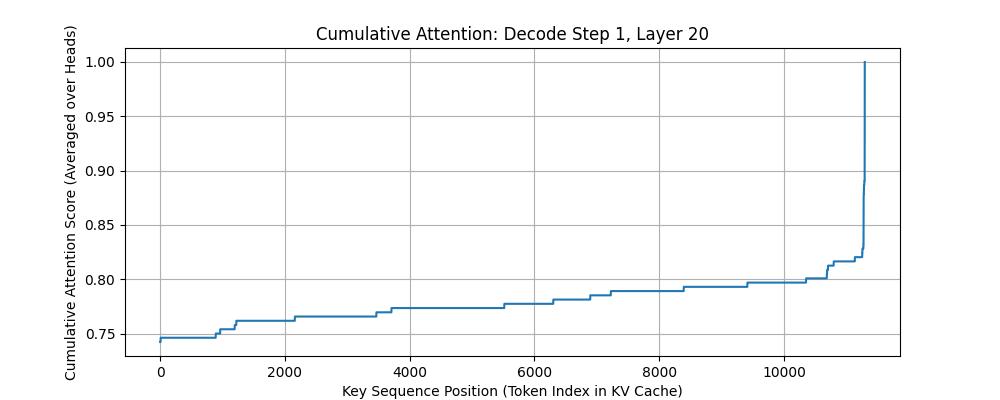 Cumulative Attention: Decode Step 1, Layer 20
Cumulative Attention Score (Averaged over Heads)
1.00
0.95
0.90
0.85
0.80
0.75
0 2000 4000 6000 8000 10000
Key Sequence Position (Token Index in KV Cache)